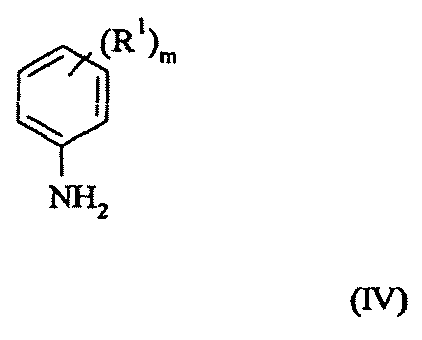 (R¹)ₘ
NH₂
(IV)